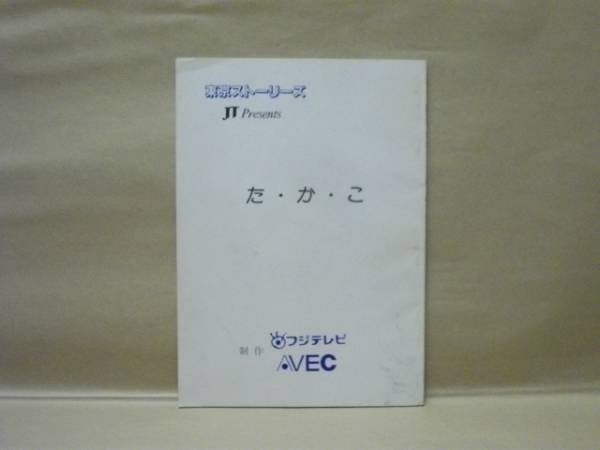 東京ストーリーズ
JT Presents
た・か・こ
制作
フジテレビ
AVEC